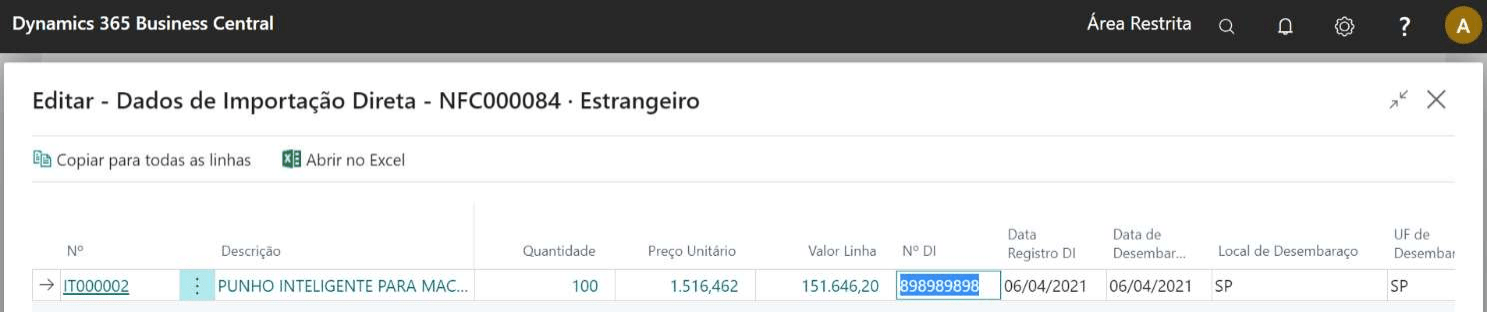 Dynamics 365 Business Central
Área Restrita
?
A
Editar - Dados de Importação Direta - NFC000084 · Estrangeiro
Copiar para todas as linhas
Abrir no Excel
Nº Descrição Quantidade Preço Unitário Valor Linha Nº DI Data Registro DI Data de Desembar... Local de Desembaraço UF de Desembar
IT000002 PUNHO INTELIGENTE PARA MAC... 100 1.516,462 151.646,20 898989898 06/04/2021 06/04/2021 SP SP